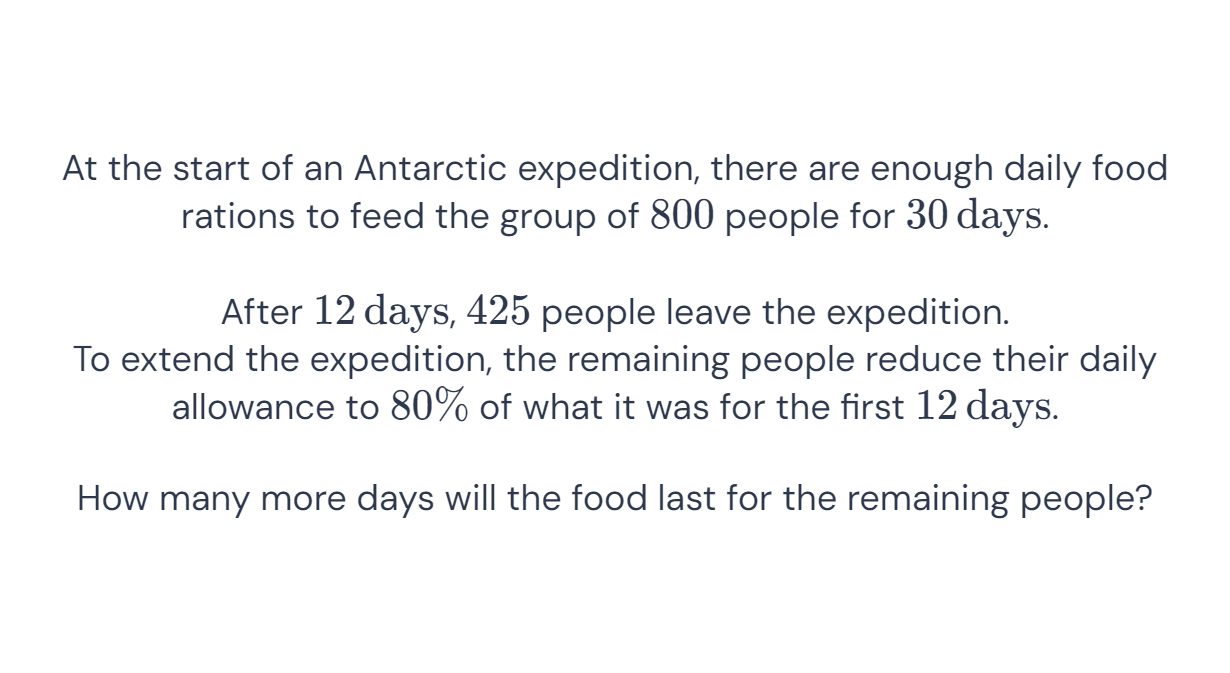 At the start of an Antarctic expedition, there are enough daily food
rations to feed the group of 800 people for 30 days.
After 12 days, 425 people leave the expedition.
To extend the expedition, the remaining people reduce their daily
allowance to 80% of what it was for the first 12 days.
How many more days will the food last for the remaining people?